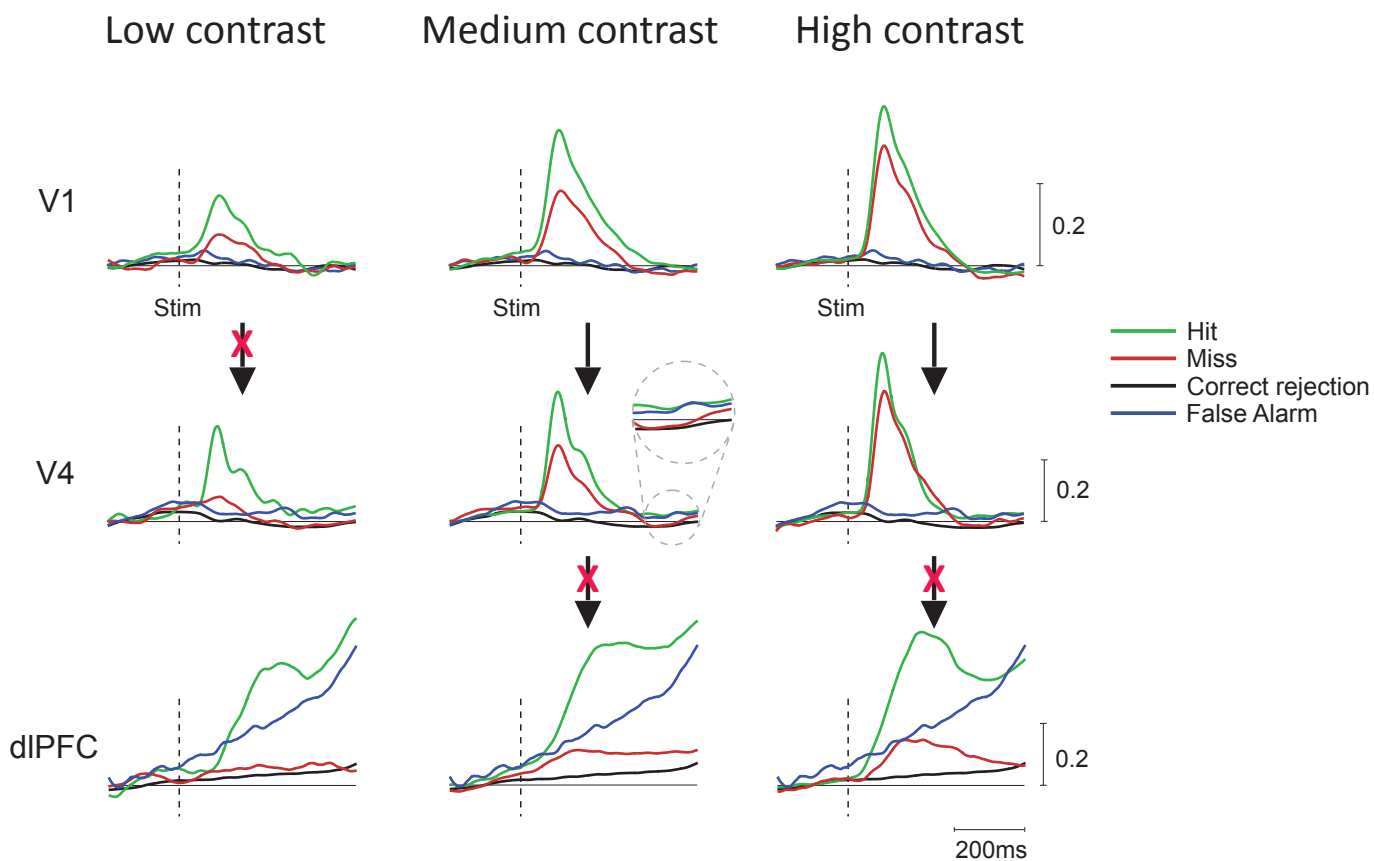 Low contrast
Medium contrast
High contrast
V1
0.2
Stim
Stim
Stim
X
Hit
Miss
Correct rejection
False Alarm
V4
0.2
X
X
dlPFC
0.2
200ms